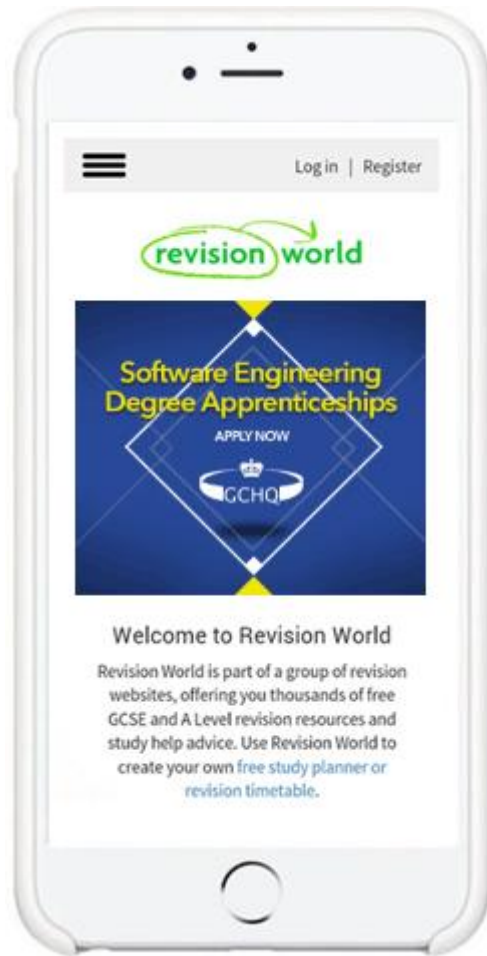 Log in | Register
revision world
Software Engineering
Degree Apprenticeships
APPLY NOW
GCHQ
Welcome to Revision World
Revision World is part of a group of revision
websites, offering you thousands of free
GCSE and A Level revision resources and
study help advice. Use Revision World to
create your own free study planner or
revision timetable.